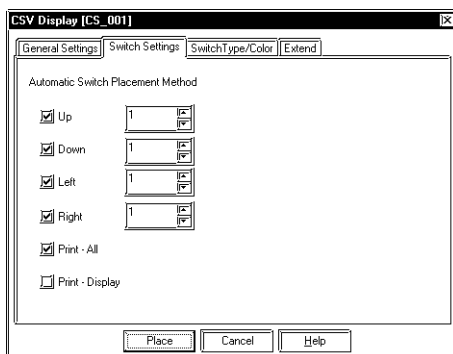 CSV Display [CS_001]
General Settings Switch Settings SwitchType/Color Extend
Automatic Switch Placement Method
Up 1
Down 1
Left 1
Right 1
Print - All
Print - Display
Place Cancel Help